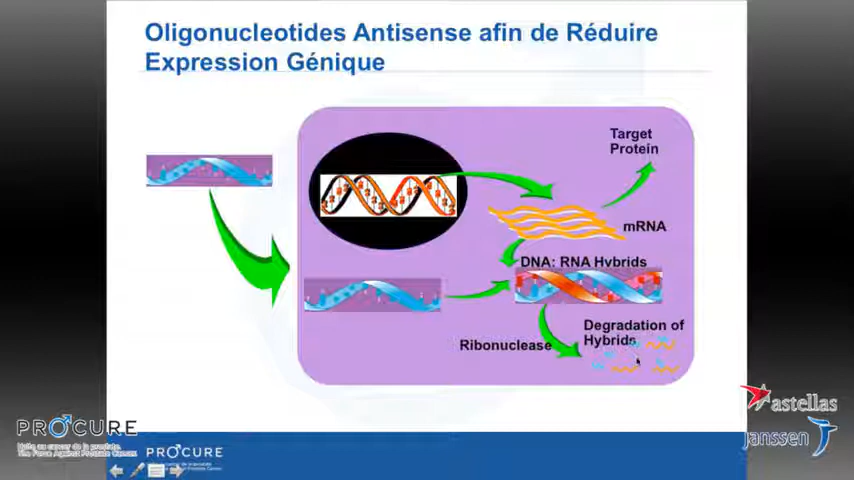 Oligonucleotides Antisense afin de Réduire
Expression Génique
Target
Protein
mRNA
DNA: RNA Hybrids
Degradation of
Hybrids
Ribonuclease
PROCURE
The Force Against Prostate Cancer
PROCURE
astellas
janssen